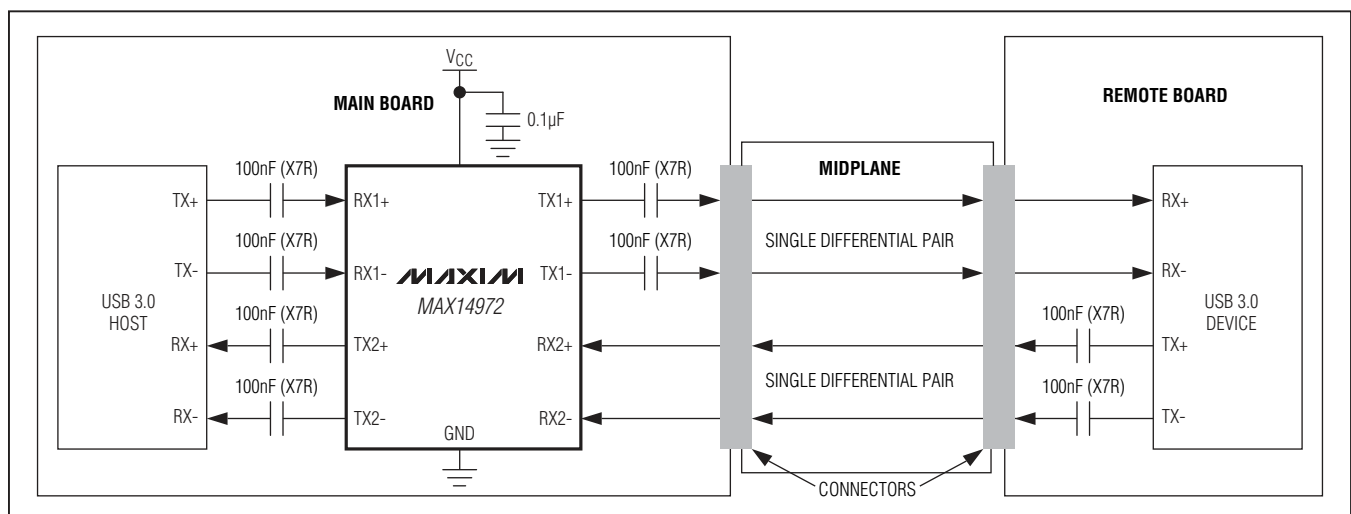 VCC
MAIN BOARD
0.1µF
REMOTE BOARD
MIDPLANE
100nF (X7R)
100nF (X7R)
TX+
RX1+
TX1+
RX+
100nF (X7R)
100nF (X7R)
SINGLE DIFFERENTIAL PAIR
TX-
RX1-
MAXIM
TX1-
RX-
USB 3.0
HOST
MAX14972
USB 3.0
DEVICE
100nF (X7R)
100nF (X7R)
RX+
TX2+
RX2+
TX+
100nF (X7R)
SINGLE DIFFERENTIAL PAIR
100nF (X7R)
RX-
TX2-
RX2-
TX-
GND
CONNECTORS